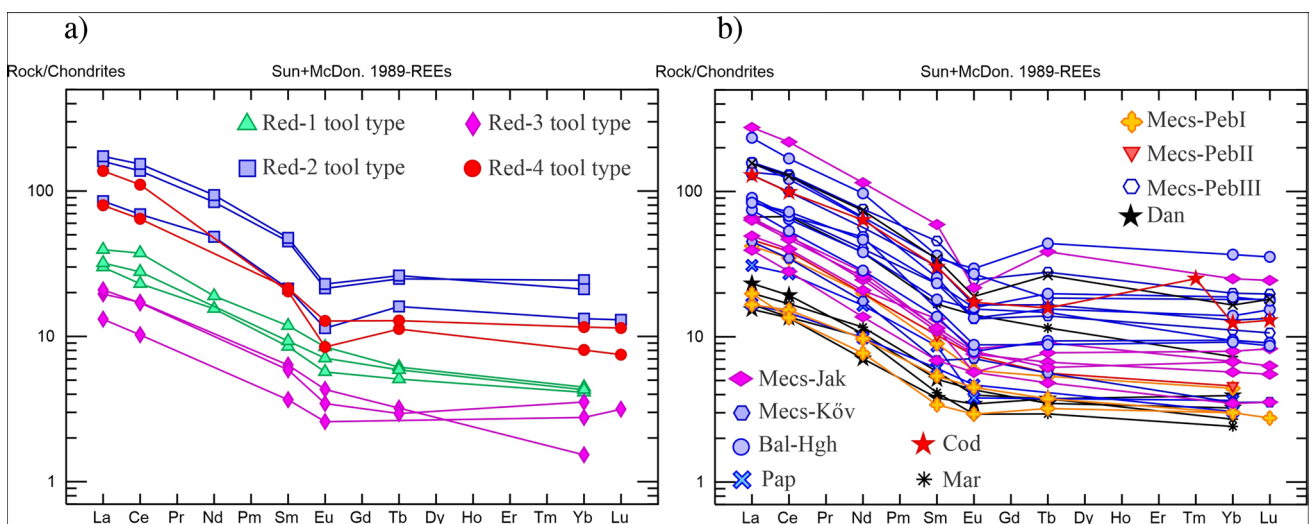 a)
Rock/Chondrites
Sun+McDon. 1989-REEs
Red-1 tool type
Red-3 tool type
Red-2 tool type
Red-4 tool type
100
10
1
La Ce Pr Nd Pm Sm Eu Gd Tb Dy Ho Er Tm Yb Lu
b)
Rock/Chondrites
Sun+McDon. 1989-REEs
Mecs-PebI
Mecs-PebII
Mecs-PebIII
Dan
Mecs-Jak
Mecs-Kőv
Bal-Hgh
Cod
Pap
Mar
100
10
1
La Ce Pr Nd Pm Sm Eu Gd Tb Dy Ho Er Tm Yb Lu